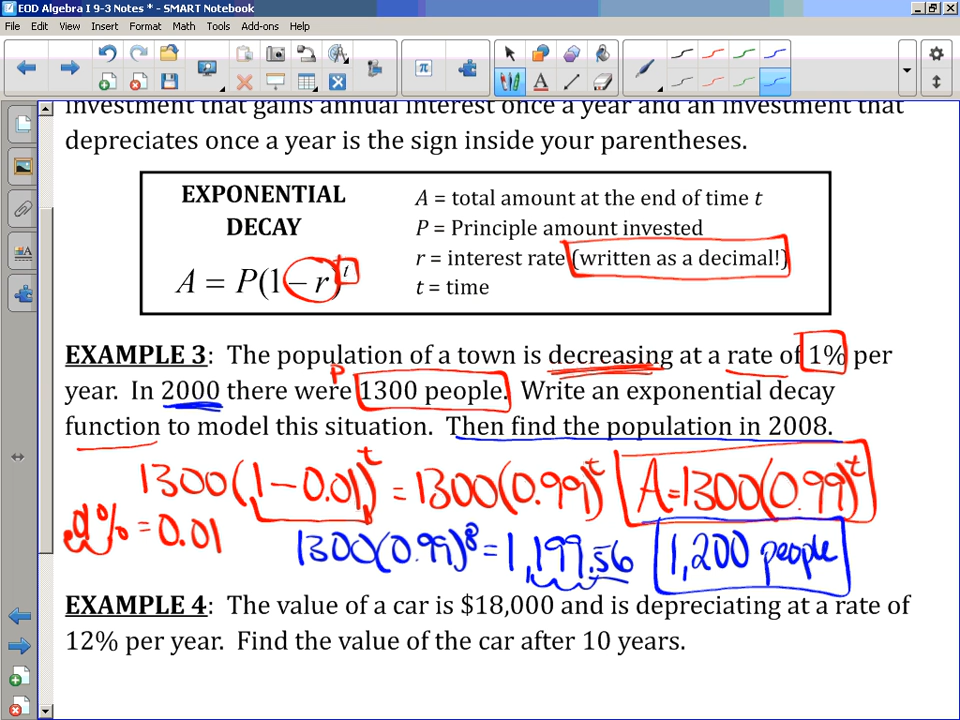 EOD Algebra I 9-3 Notes * - SMART Notebook
File Edit View Insert Format Math Tools Add-ons Help
investment that gains annual interest once a year and an investment that
depreciates once a year is the sign inside your parentheses.
EXPONENTIAL
DECAY
A = P(1 − r)^t
A = total amount at the end of time t
P = Principle amount invested
r = interest rate (written as a decimal!)
t = time
EXAMPLE 3: The population of a town is decreasing at a rate of 1% per
P
year. In 2000 there were 1300 people. Write an exponential decay
function to model this situation. Then find the population in 2008.
1300(1 − 0.01)^t = 1300(0.99)^t A = 1300(0.99)^t
= 0.01
1300(0.99)^8 = 1,199.56 1,200 people
EXAMPLE 4: The value of a car is $18,000 and is depreciating at a rate of
12% per year. Find the value of the car after 10 years.